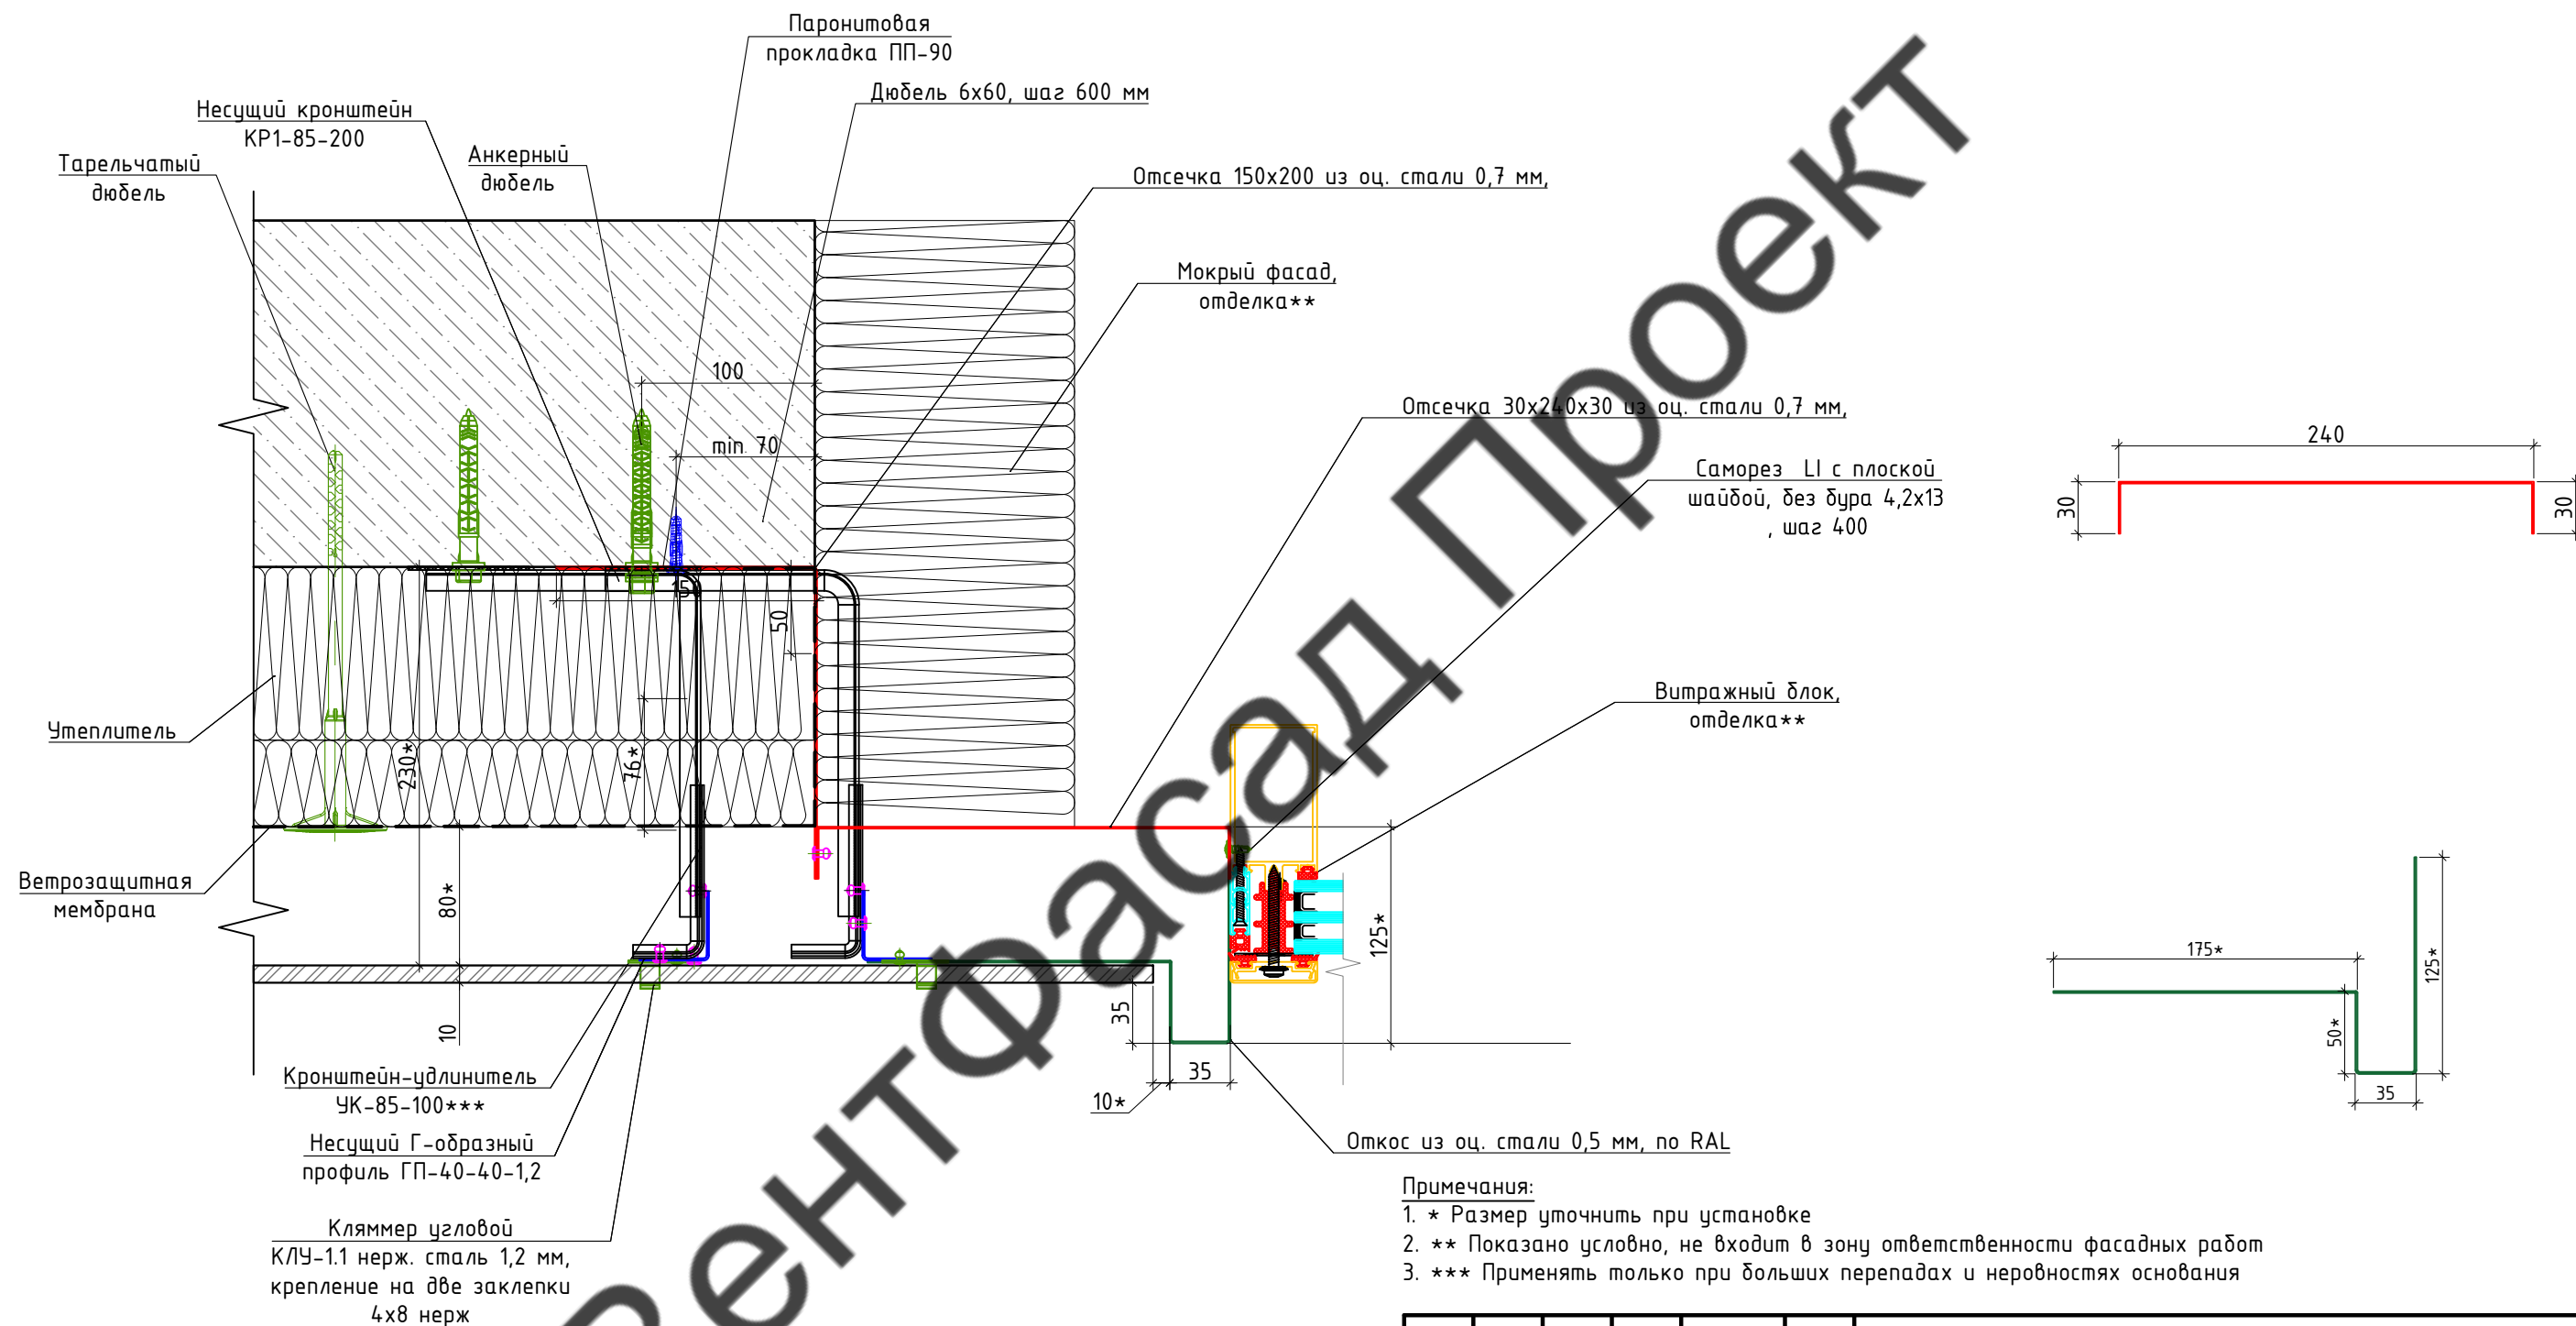 Паронитовая
прокладка ПП-90
Дюбель 6х60, шаг 600 мм
Несущий кронштейн
КР1-85-200
Тарельчатый
дюбель
Анкерный
дюбель
Отсечка 150х200 из оц. стали 0,7 мм,
Мокрый фасад,
отделка**
100
min 70
Отсечка 30х240х30 из оц. стали 0,7 мм,
Саморез LI с плоской
шайбой, без бура 4,2х13
, шаг 400
240
30
30
50
Утеплитель
230*
76*
Витражный блок,
отделка**
Ветрозащитная
мембрана
80*
125*
10
35
35
10*
175*
125*
50*
35
Кронштейн-удлинитель
УК-85-100***
Несущий Г-образный
профиль ГП-40-40-1,2
Кляммер угловой
КЛУ-1.1 нерж. сталь 1,2 мм,
крепление на две заклепки
4х8 нерж
Откос из оц. стали 0,5 мм, по RAL
Примечания:
1. * Размер уточнить при установке
2. ** Показано условно, не входит в зону ответственности фасадных работ
3. *** Применять только при больших перепадах и неровностях основания
ВентФасад Проект